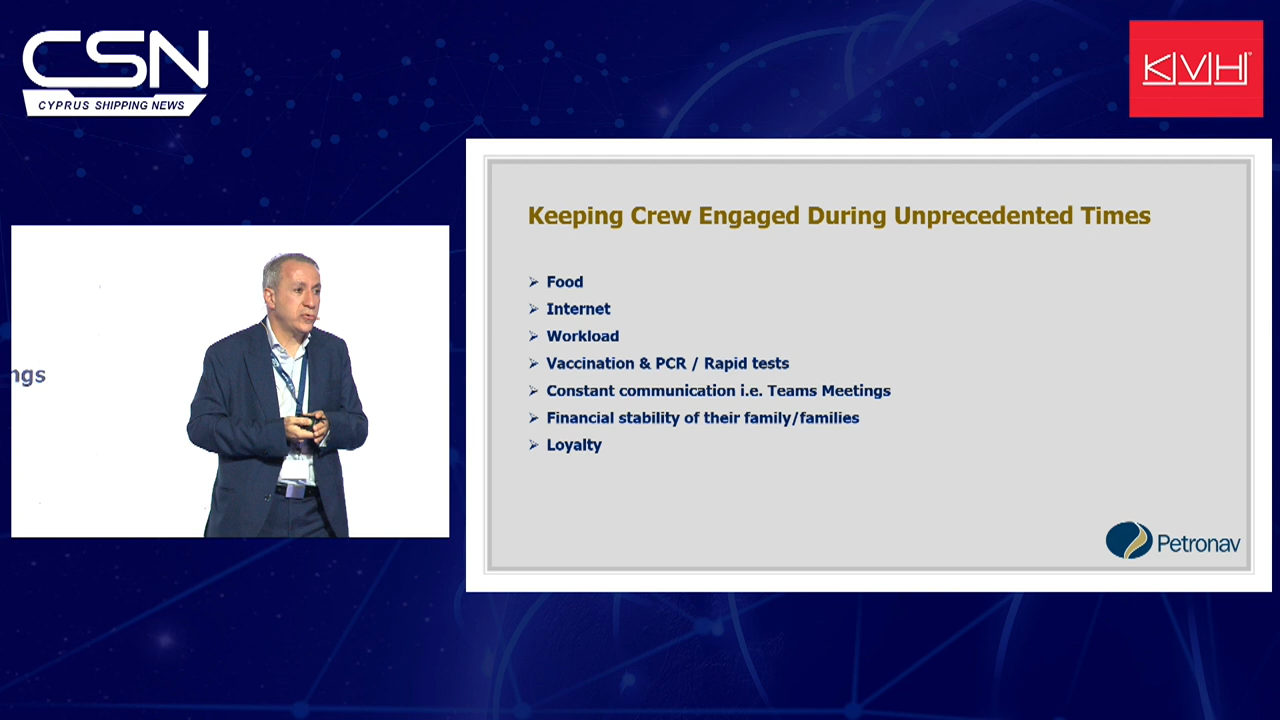 CSN
CYPRUS SHIPPING NEWS
KVH
Keeping Crew Engaged During Unprecedented Times
➢ Food
➢ Internet
➢ Workload
➢ Vaccination & PCR / Rapid tests
➢ Constant communication i.e. Teams Meetings
➢ Financial stability of their family/families
➢ Loyalty
ngs
Petronav